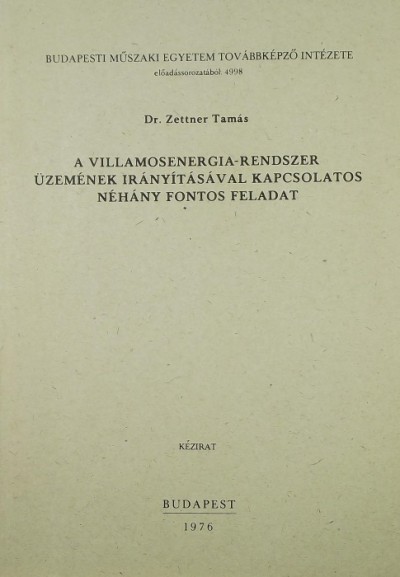 BUDAPESTI MŰSZAKI EGYETEM TOVÁBBKÉPZŐ INTÉZETE
előadássorozatából: 4998
Dr. Zettner Tamás
A VILLAMOSENERGIA-RENDSZER
ÜZEMÉNEK IRÁNYÍTÁSÁVAL KAPCSOLATOS
NÉHÁNY FONTOS FELADAT
KÉZIRAT
BUDAPEST
1976